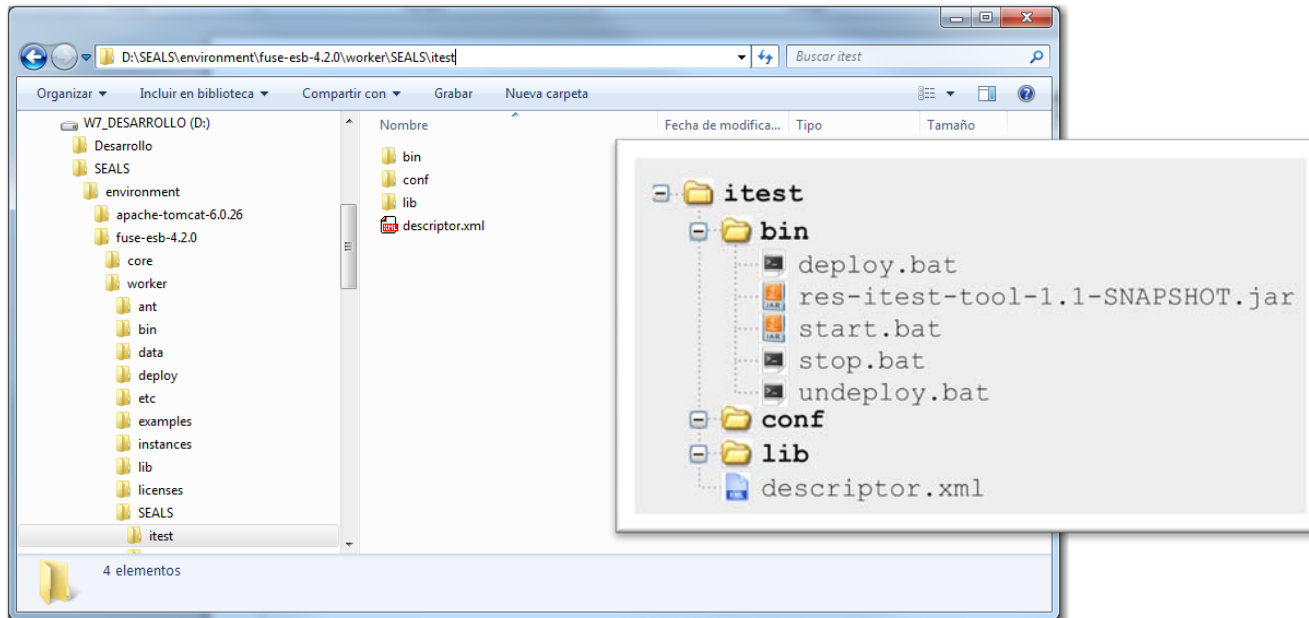 D:\SEALS\environment\fuse-esb-4.2.0\worker\SEALS\itest
Buscar itest
Organizar
Incluir en biblioteca
Compartir con
Grabar
Nueva carpeta
W7_DESARROLLO (D:)
Desarrollo
SEALS
environment
apache-tomcat-6.0.26
fuse-esb-4.2.0
core
worker
ant
bin
data
deploy
etc
examples
instances
lib
licenses
SEALS
itest
Nombre
Fecha de modifica...
Tipo
Tamaño
bin
conf
lib
descriptor.xml
itest
bin
deploy.bat
res-itest-tool-1.1-SNAPSHOT.jar
start.bat
stop.bat
undeploy.bat
conf
lib
descriptor.xml
4 elementos